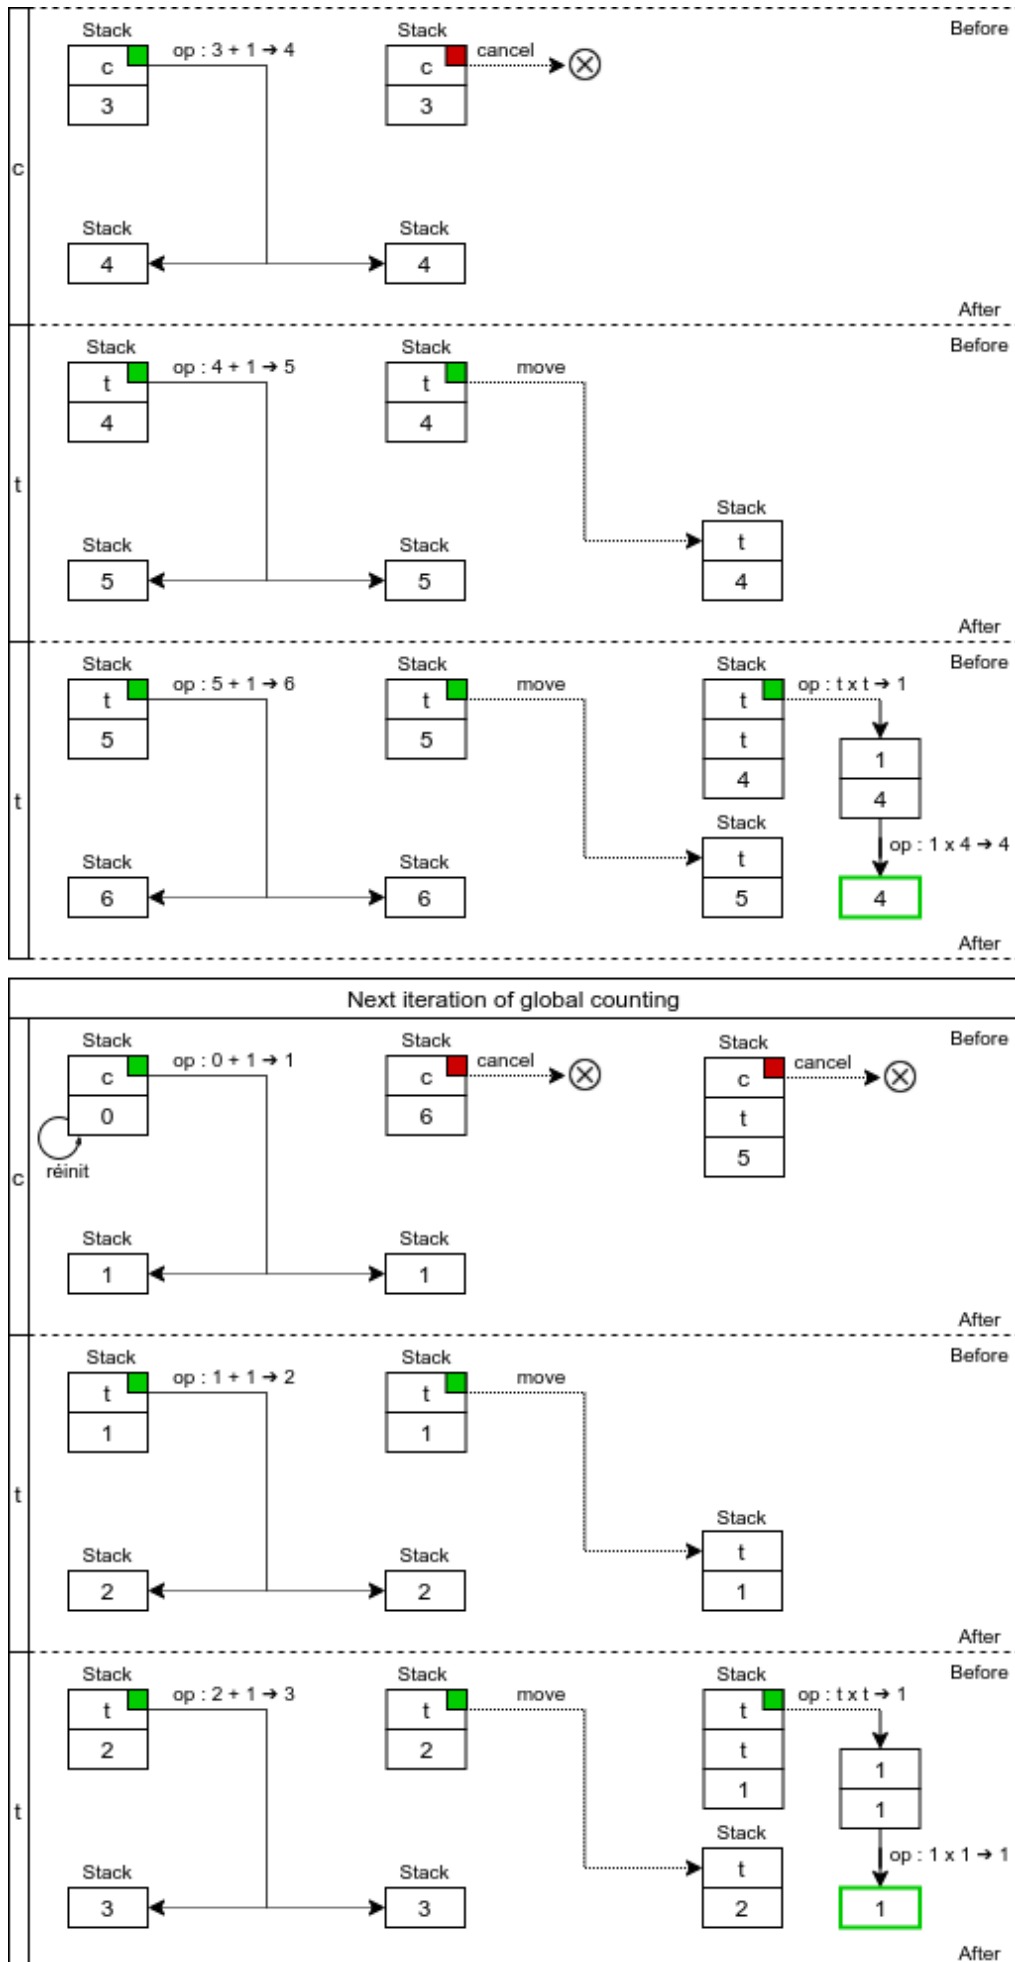 Stack Stack Before
c op : 3 + 1 ➔ 4 c cancel
3 3
c
Stack Stack
4 4
After
Stack Stack Before
t op : 4 + 1 ➔ 5 t move
4 4
t
Stack
t
Stack Stack
5 5 4
After
Stack Stack Stack Before
t op : 5 + 1 ➔ 6 t move t op : t x t ➔ 1
5 5 t 1
4 4
t
Stack op : 1 x 4 ➔ 4
Stack Stack t
6 6 5 4
After
Next iteration of global counting
Stack Stack Stack Before
c op : 0 + 1 ➔ 1 c cancel c cancel
0 6 t
réinit 5
c
Stack Stack
1 1
After
Stack Stack Before
t op : 1 + 1 ➔ 2 t move
1 1
t
Stack
t
Stack Stack
2 2 1
After
Stack Stack Stack Before
t op : 2 + 1 ➔ 3 t move t op : t x t ➔ 1
2 2 t 1
1 1
t
Stack op : 1 x 1 ➔ 1
Stack Stack t
3 3 2 1
After